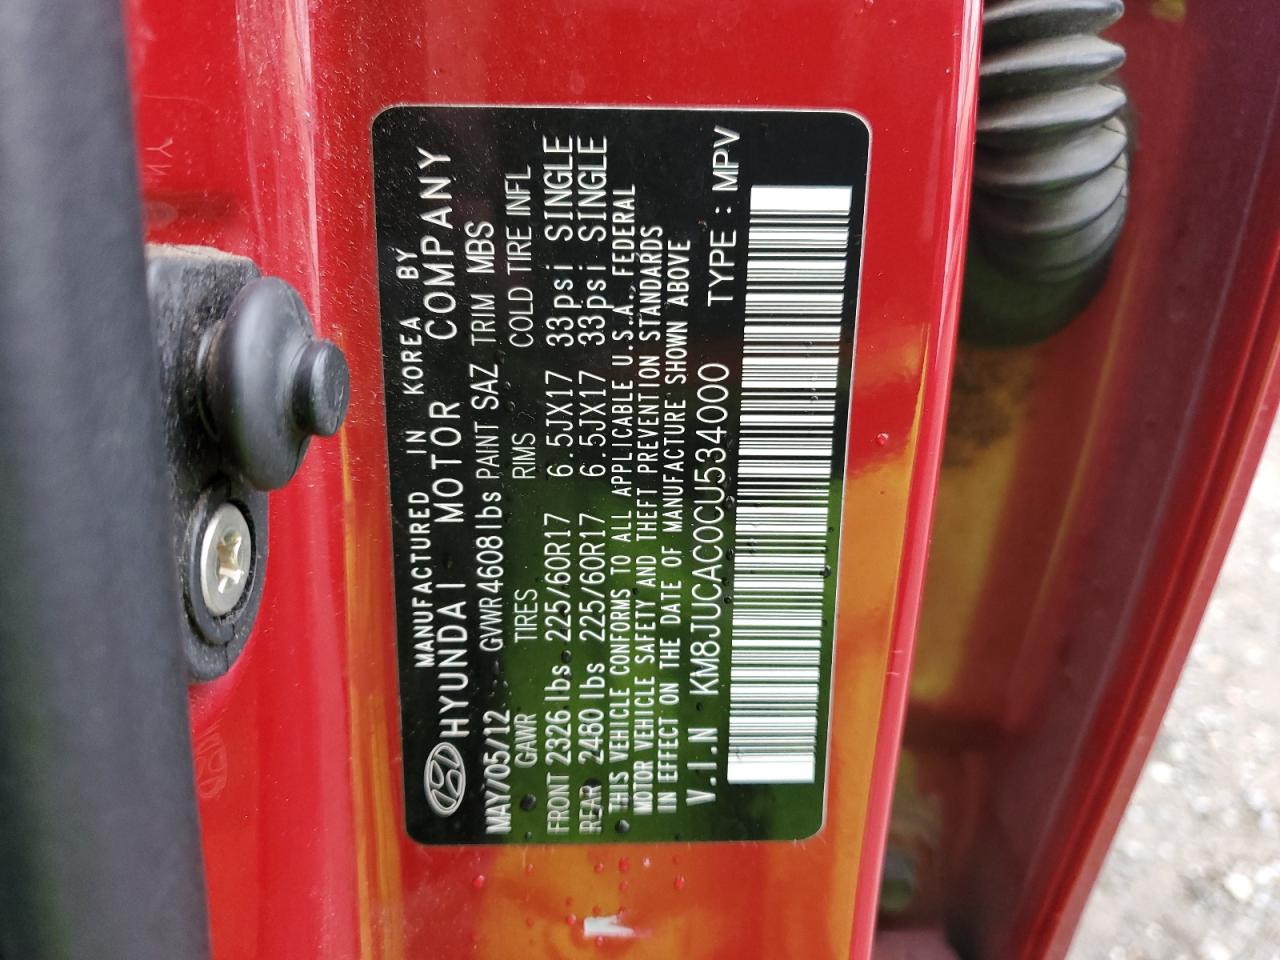 MANUFACTURED IN KOREA BY
HYUNDAI MOTOR COMPANY
MAY/05/12 GVWR 4608 lbs PAINT SAZ TRIM MBS
GAWR TIRES RIMS COLD TIRE INFL
FRONT 2326 lbs 225/60R17 6.5JX17 33psi SINGLE
REAR 2480 lbs 225/60R17 6.5JX17 33psi SINGLE
THIS VEHICLE CONFORMS TO ALL APPLICABLE U.S.A. FEDERAL
MOTOR VEHICLE SAFETY AND THEFT PREVENTION STANDARDS
IN EFFECT ON THE DATE OF MANUFACTURE SHOWN ABOVE
V.I.N KM8JUCAC0CU534000 TYPE : MPV